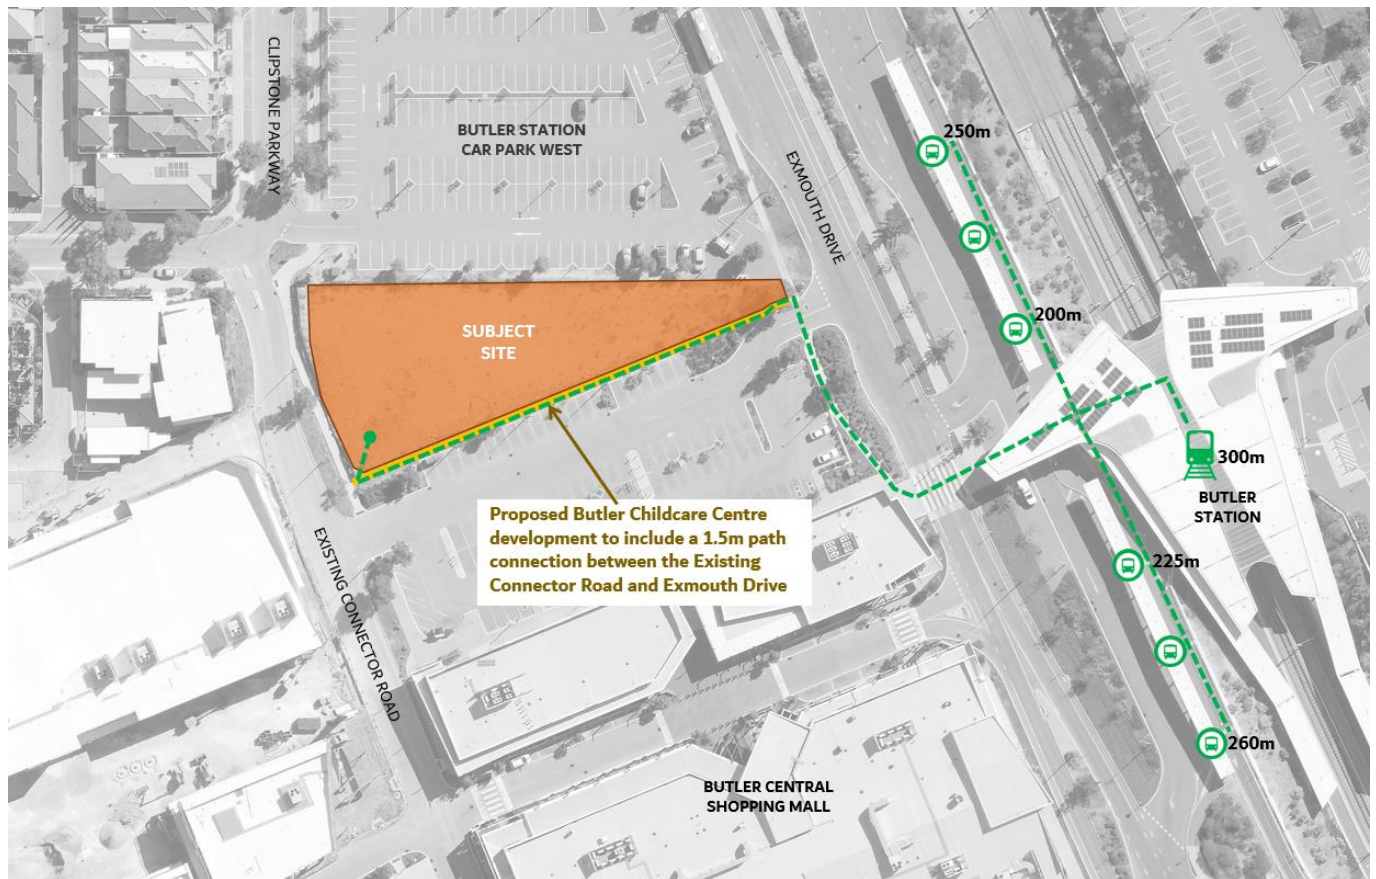 CLIPSTONE PARKWAY
BUTLER STATION
CAR PARK WEST
EXMOUTH DRIVE
250m
200m
SUBJECT
SITE
300m
BUTLER
STATION
Proposed Butler Childcare Centre
development to include a 1.5m path
connection between the Existing
Connector Road and Exmouth Drive
225m
EXISTING CONNECTOR ROAD
260m
BUTLER CENTRAL
SHOPPING MALL